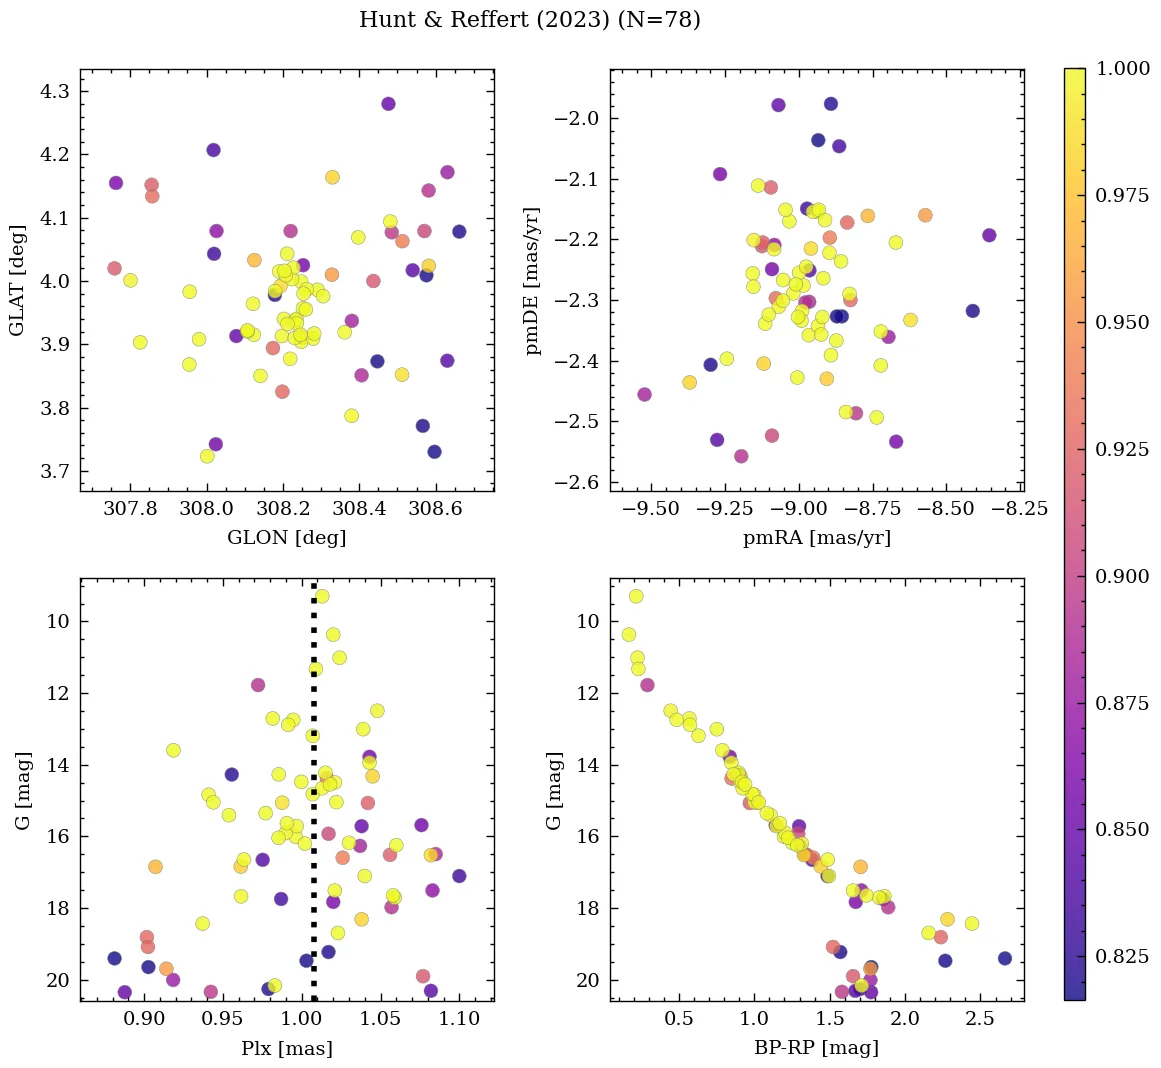 Hunt & Reffert (2023) (N=78)
4.3
4.2
4.1
4.0
3.9
3.8
3.7
GLAT [deg]
307.8 308.0 308.2 308.4 308.6
GLON [deg]
−2.0
−2.1
−2.2
−2.3
−2.4
−2.5
−2.6
pmDE [mas/yr]
−9.50 −9.25 −9.00 −8.75 −8.50 −8.25
pmRA [mas/yr]
10
12
14
16
18
20
G [mag]
0.90 0.95 1.00 1.05 1.10
Plx [mas]
10
12
14
16
18
20
G [mag]
0.5 1.0 1.5 2.0 2.5
BP-RP [mag]
1.000
0.975
0.950
0.925
0.900
0.875
0.850
0.825